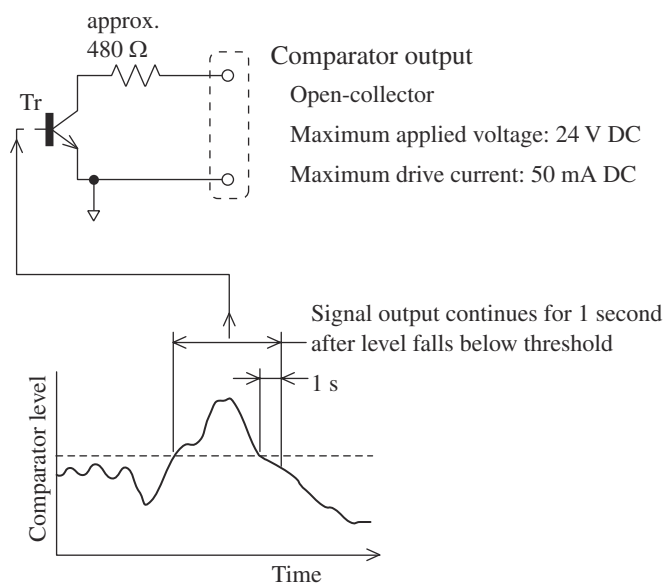 approx.
480 Ω
Comparator output
Tr
Open-collector
Maximum applied voltage: 24 V DC
Maximum drive current: 50 mA DC
Signal output continues for 1 second
after level falls below threshold
1 s
Comparator level
Time